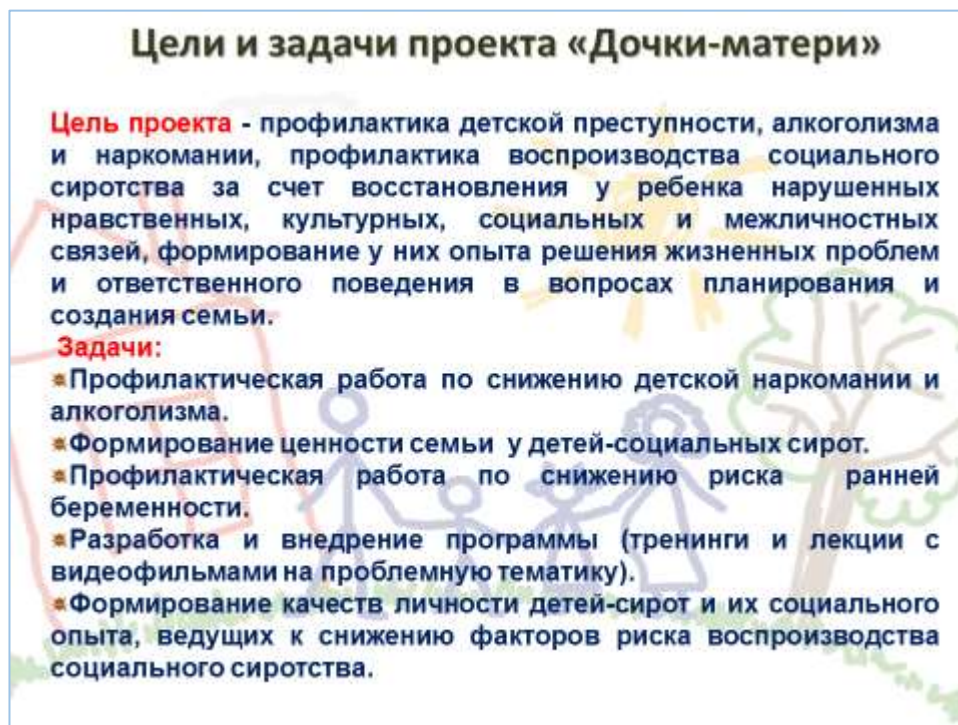 Цели и задачи проекта «Дочки-матери»
Цель проекта - профилактика детской преступности, алкоголизма
и наркомании, профилактика воспроизводства социального
сиротства за счет восстановления у ребенка нарушенных
нравственных, культурных, социальных и межличностных
связей, формирование у них опыта решения жизненных проблем
и ответственного поведения в вопросах планирования и
создания семьи.
Задачи:
Профилактическая работа по снижению детской наркомании и
алкоголизма.
Формирование ценности семьи у детей-социальных сирот.
Профилактическая работа по снижению риска ранней
беременности.
Разработка и внедрение программы (тренинги и лекции с
видеофильмами на проблемную тематику).
Формирование качеств личности детей-сирот и их социального
опыта, ведущих к снижению факторов риска воспроизводства
социального сиротства.